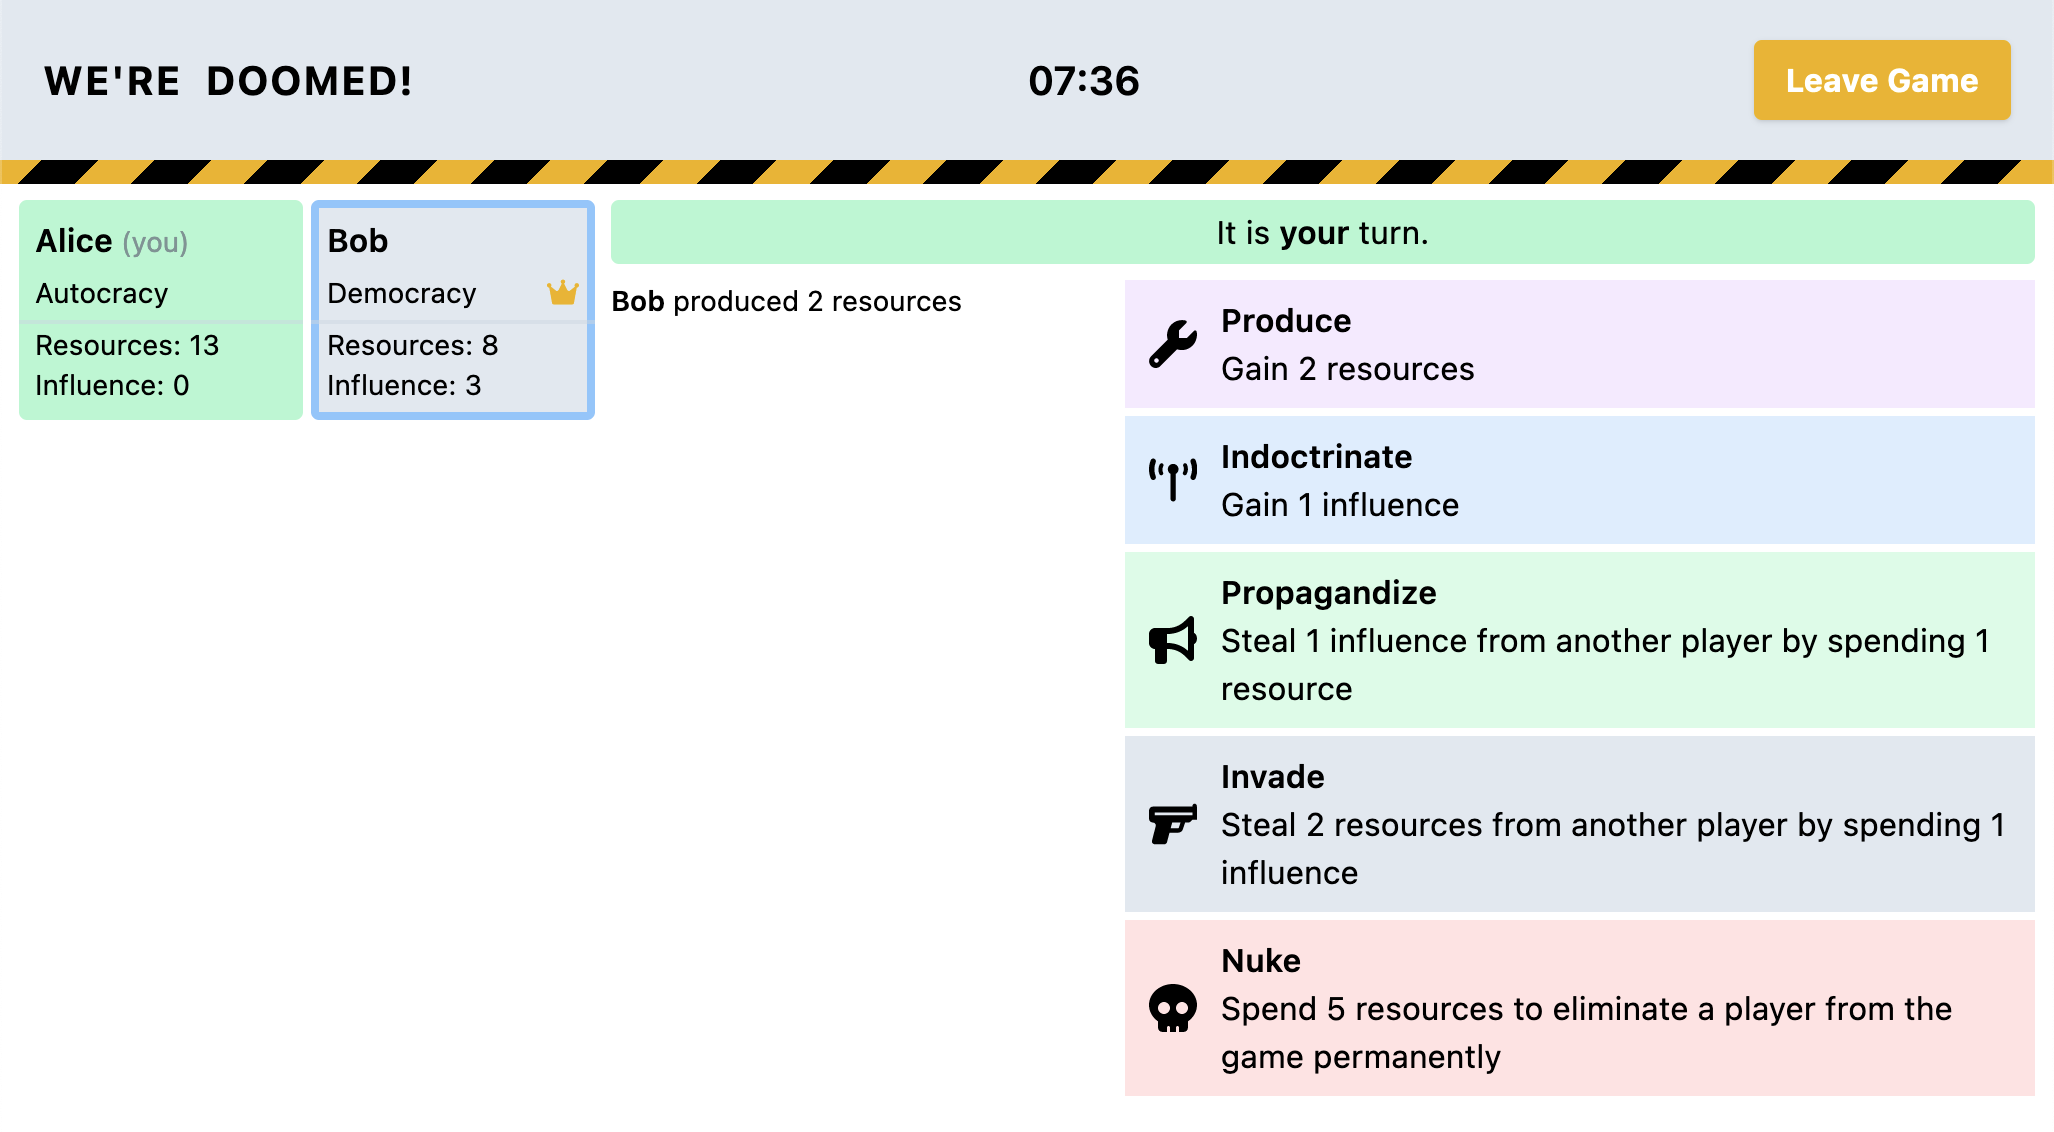 WE'RE DOOMED!
07:36
Leave Game
Alice (you)
Autocracy
Resources: 13
Influence: 0
Bob
Democracy
Resources: 8
Influence: 3
It is your turn.
Bob produced 2 resources
Produce
Gain 2 resources
Indoctrinate
Gain 1 influence
Propagandize
Steal 1 influence from another player by spending 1
resource
Invade
Steal 2 resources from another player by spending 1
influence
Nuke
Spend 5 resources to eliminate a player from the
game permanently